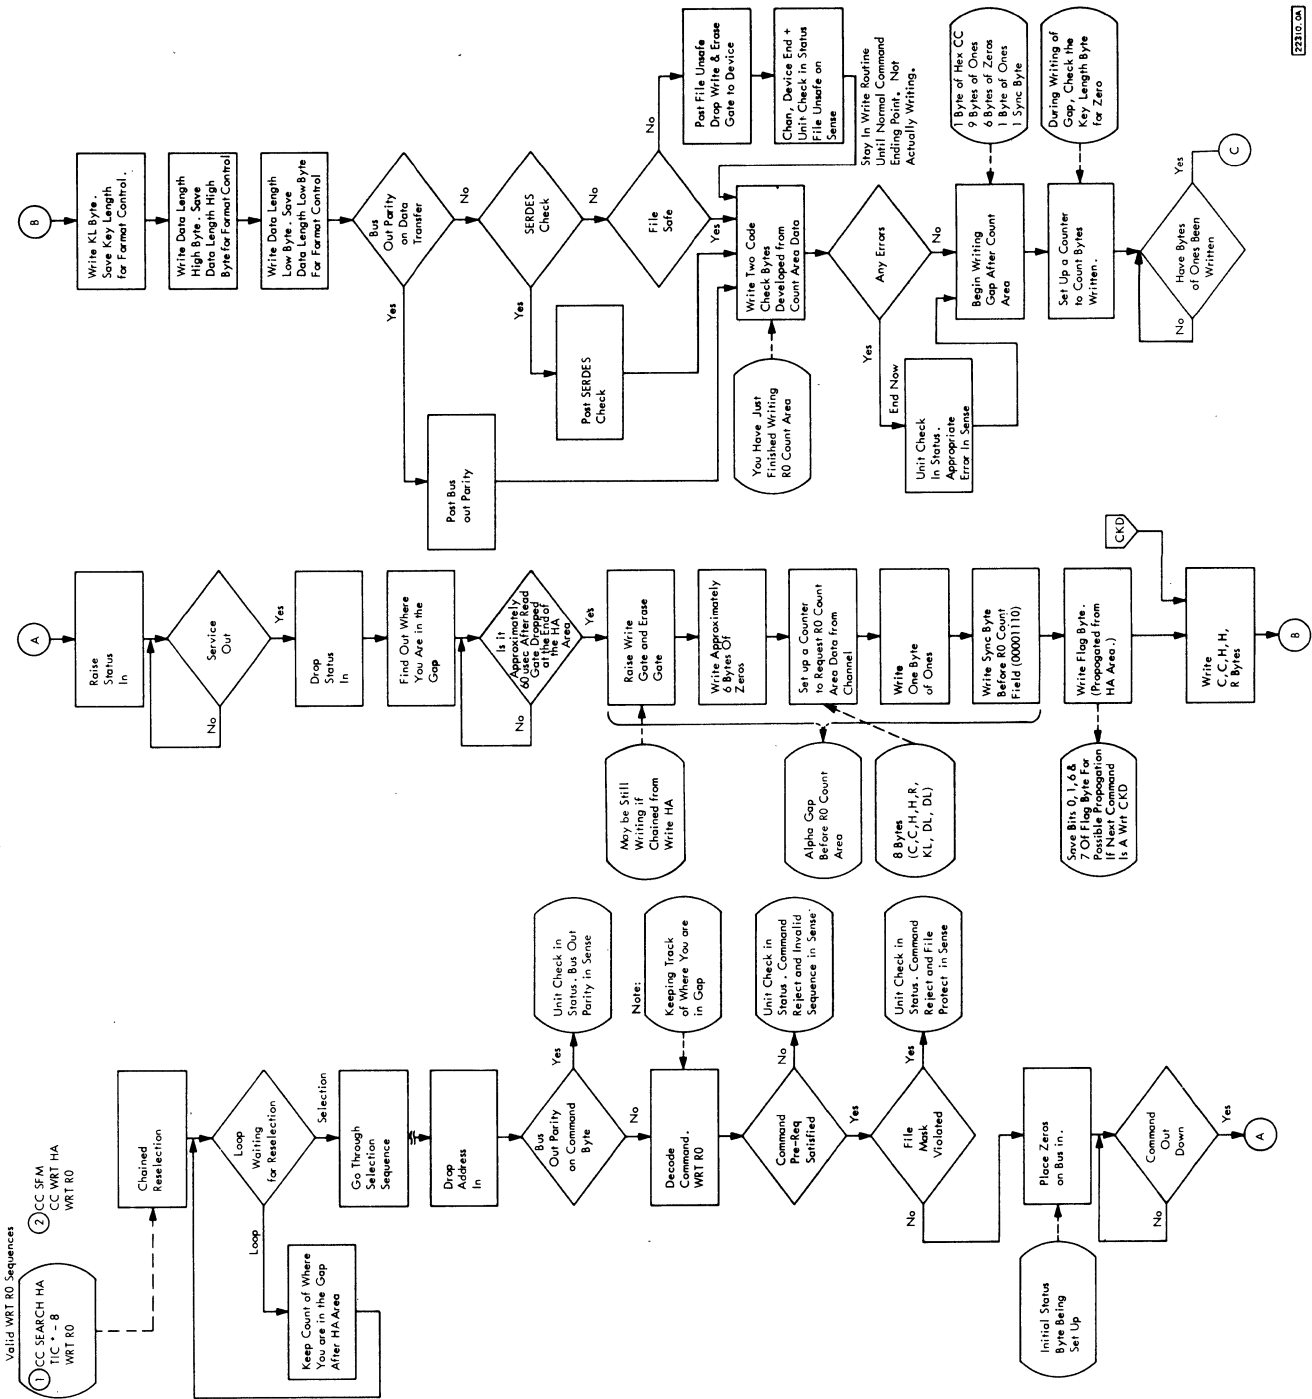 Valid WRT R0 Sequences
1 CC SEARCH HA
TIC * - 8
WRT R0
2 CC SFM
CC WRT HA
WRT R0
Chained
Reselection
Loop
Waiting
for Reselection
Loop
Selection
Keep Count of Where
You are in the Gap
After HA Area
Go Through
Selection
Sequence
Drop
Address
In
Bus
Out Parity
on Command
Byte
Yes
Unit Check in
Status. Bus Out
Parity in Sense
No
Note:
Keeping Track
of Where You are
in Gap
Decode
Command.
WRT R0
Command
Pre-Req
Satisfied
No
Unit Check in
Status. Command
Reject and Invalid
Sequence in Sense.
Yes
File
Mask
Violated
Yes
Unit Check in
Status. Command
Reject and File
Protect in Sense
No
Initial Status
Byte Being
Set Up
Place Zeros
on Bus in.
Command
Out
Down
No
Yes
A
A
Raise
Status
In
Service
Out
No
Yes
Drop
Status
In
Find Out Where
You Are in the
Gap
Is it
Approximately
60 usec After Read
Gate Dropped
at the End of
the HA
Area
No
Yes
May be Still
Writing if
Chained from
Write HA
Raise Write
Gate and Erase
Gate
Write Approximately
6 Bytes Of
Zeros
Alpha Gap
Before R0 Count
Area
Set up a Counter
to Request R0 Count
Area Data from
Channel
8 Bytes
(C,C,H,H,R,
KL, DL, DL)
Write
One Byte
of Ones
Write Sync Byte
Before R0 Count
Field (00001110)
Write Flag Byte.
(Propogated from
HA Area.)
Save Bits 0, 1,6 &
7 Of Flag Byte For
Possible Propagation
If Next Command
Is A Wrt CKD
CKD
Write
C,C,H,H,
R Bytes
B
B
Write KL Byte.
Save Key Length
for Format Control.
Write Data Length
High Byte. Save
Data Length High
Byte for Format Control
Write Data Length
Low Byte. Save
Data Length Low Byte
For Format Control
Bus
Out Parity
on Data
Transfer
Yes
No
Post Bus
out Parity
SERDES
Check
Yes
No
Post SERDES
Check
File
Safe
No
Yes
Post File Unsafe
Drop Write & Erase
Gate to Device
Chan, Device End +
Unit Check in Status
File Unsafe on
Sense
Stay In Write Routine
Until Normal Command
Ending Point. Not
Actually Writing.
You Have Just
Finished Writing
R0 Count Area
Write Two Code
Check Bytes
Developed from
Count Area Data
Any Errors
Yes
No
End Now
Unit Check
In Status.
Appropriate
Error In Sense
Begin Writing
Gap After Count
Area
1 Byte of Hex CC
9 Bytes of Ones
6 Bytes of Zeros
1 Byte of Ones
1 Sync Byte
Set Up a Counter
to Count Bytes
Written.
During Writing of
Gap, Check the
Key Length Byte
for Zero
Have Bytes
of Ones Been
Written
No
Yes
C
22310.0A